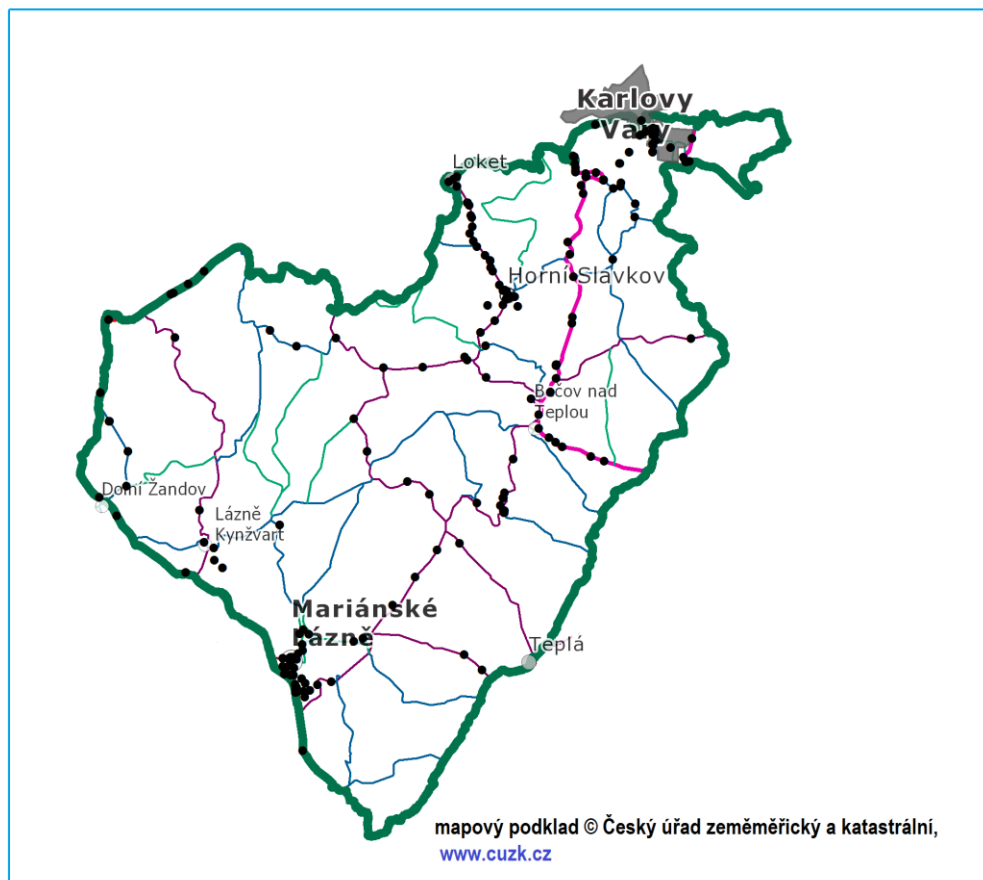 Karlovy
Vary
Loket
Horní Slavkov
Bečov nad
Teplou
Dolní Žandov
Lázně
Kynžvart
Mariánské
Lázně
Teplá
mapový podklad © Český úřad zeměměřický a katastrální,
www.cuzk.cz